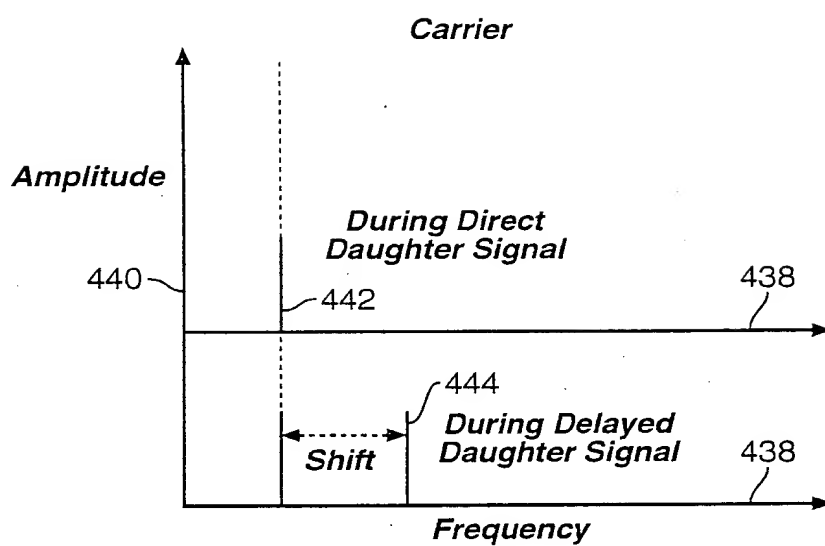 Carrier
Amplitude
During Direct
Daughter Signal
440
442
438
444
During Delayed
Daughter Signal
Shift
438
Frequency